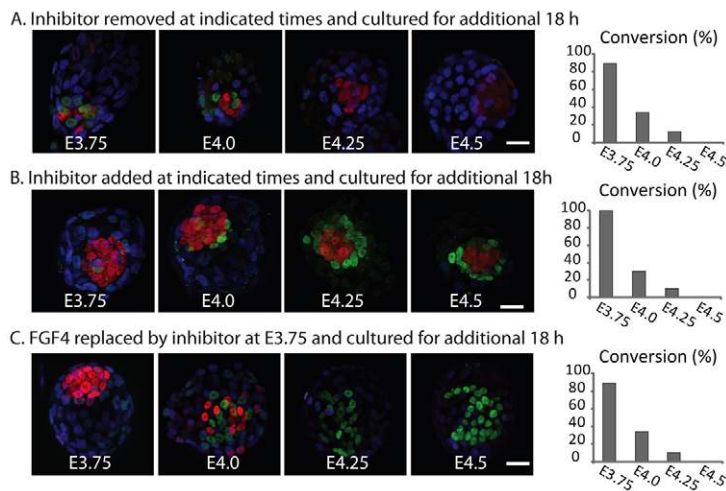 A. Inhibitor removed at indicated times and cultured for additional 18 h
E3.75
E4.0
E4.25
E4.5
Conversion (%)
100
80
60
40
20
0
E3.75
E4.0
E4.25
E4.5
B. Inhibitor added at indicated times and cultured for additional 18h
E3.75
E4.0
E4.25
E4.5
Conversion (%)
100
80
60
40
20
0
E3.75
E4.0
E4.25
E4.5
C. FGF4 replaced by inhibitor at E3.75 and cultured for additional 18 h
E3.75
E4.0
E4.25
E4.5
Conversion (%)
100
80
60
40
20
0
E3.75
E4.0
E4.25
E4.5